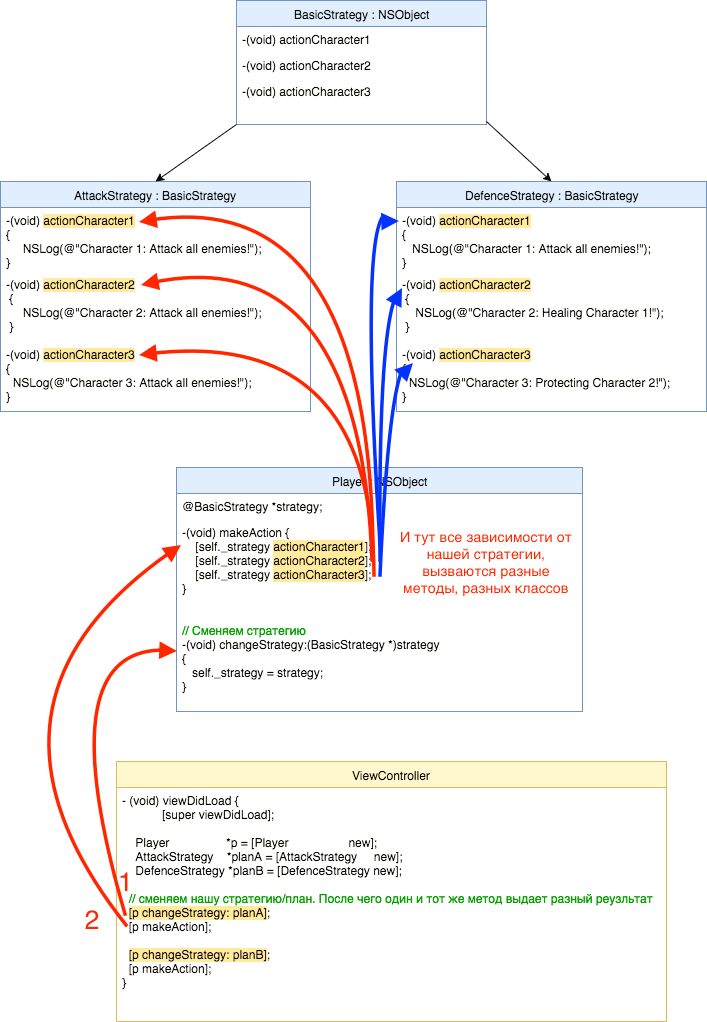 BasicStrategy : NSObject
-(void) actionCharacter1
-(void) actionCharacter2
-(void) actionCharacter3
AttackStrategy : BasicStrategy
-(void) actionCharacter1
{
NSLog(@"Character 1: Attack all enemies!");
}
-(void) actionCharacter2
{
NSLog(@"Character 2: Attack all enemies!");
}
-(void) actionCharacter3
{
NSLog(@"Character 3: Attack all enemies!");
}
DefenceStrategy : BasicStrategy
-(void) actionCharacter1
{
NSLog(@"Character 1: Attack all enemies!");
}
-(void) actionCharacter2
{
NSLog(@"Character 2: Healing Character 1!");
}
-(void) actionCharacter3
{
NSLog(@"Character 3: Protecting Character 2!");
}
Player : NSObject
@BasicStrategy *strategy;
-(void) makeAction {
[self._strategy actionCharacter1];
[self._strategy actionCharacter2];
[self._strategy actionCharacter3];
}
И тут все зависимости от
нашей стратегии,
вызваются разные
методы, разных классов
// Сменяем стратегию
-(void) changeStrategy:(BasicStrategy *)strategy
{
self._strategy = strategy;
}
ViewController
- (void) viewDidLoad {
[super viewDidLoad];
Player *p = [Player new];
AttackStrategy *planA = [AttackStrategy new];
DefenceStrategy *planB = [DefenceStrategy new];
1
// сменяем нашу стратегию/план. После чего один и тот же метод выдает разный реузльтат
[p changeStrategy: planA];
2
[p makeAction];
[p changeStrategy: planB];
[p makeAction];
}